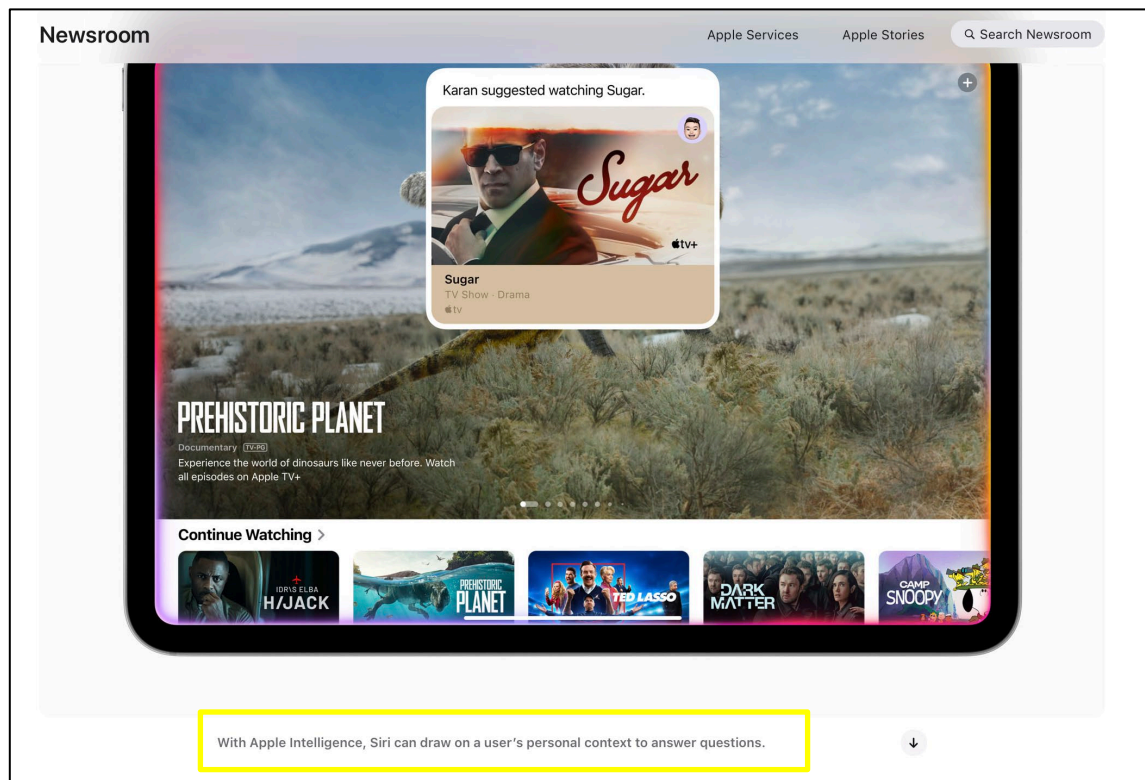 Newsroom
Apple Services
Apple Stories
Search Newsroom
Karan suggested watching Sugar.
Sugar
tv+
Sugar
TV Show · Drama
tv
PREHISTORIC PLANET
Documentary TV-PG
Experience the world of dinosaurs like never before. Watch
all episodes on Apple TV+
Continue Watching >
IDRIS ELBA
H/JACK
PREHISTORIC
PLANET
TED LASSO
DARK
MATTER
CAMP
SNOOPY
With Apple Intelligence, Siri can draw on a user’s personal context to answer questions.